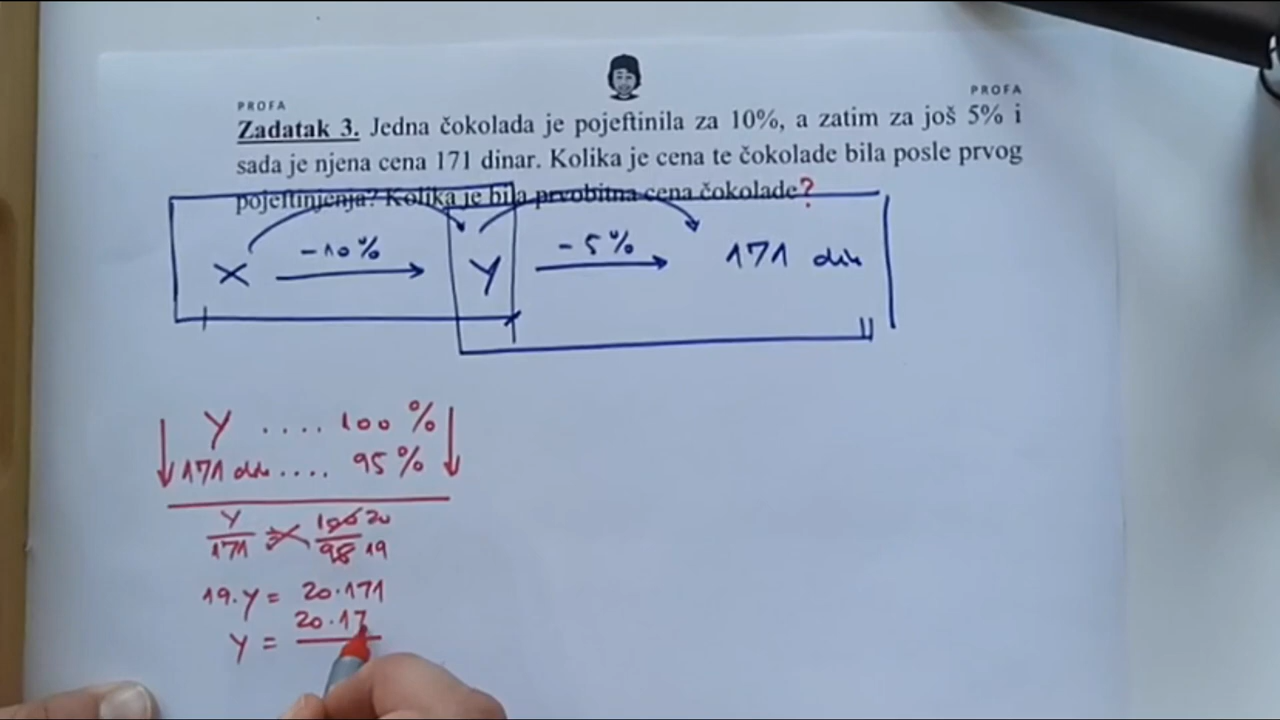 PROFA PROFA
Zadatak 3. Jedna čokolada je pojeftinila za 10%, a zatim za još 5% i
sada je njena cena 171 dinar. Kolika je cena te čokolade bila posle prvog
pojeftinjenja? Kolika je bila prvobitna cena čokolade?
X -10% Y -5% 171 din
I II
Y .... 100 %
171 din .... 95 %
Y 100 20
171 95 19
19.y = 20.171
20.17
y =